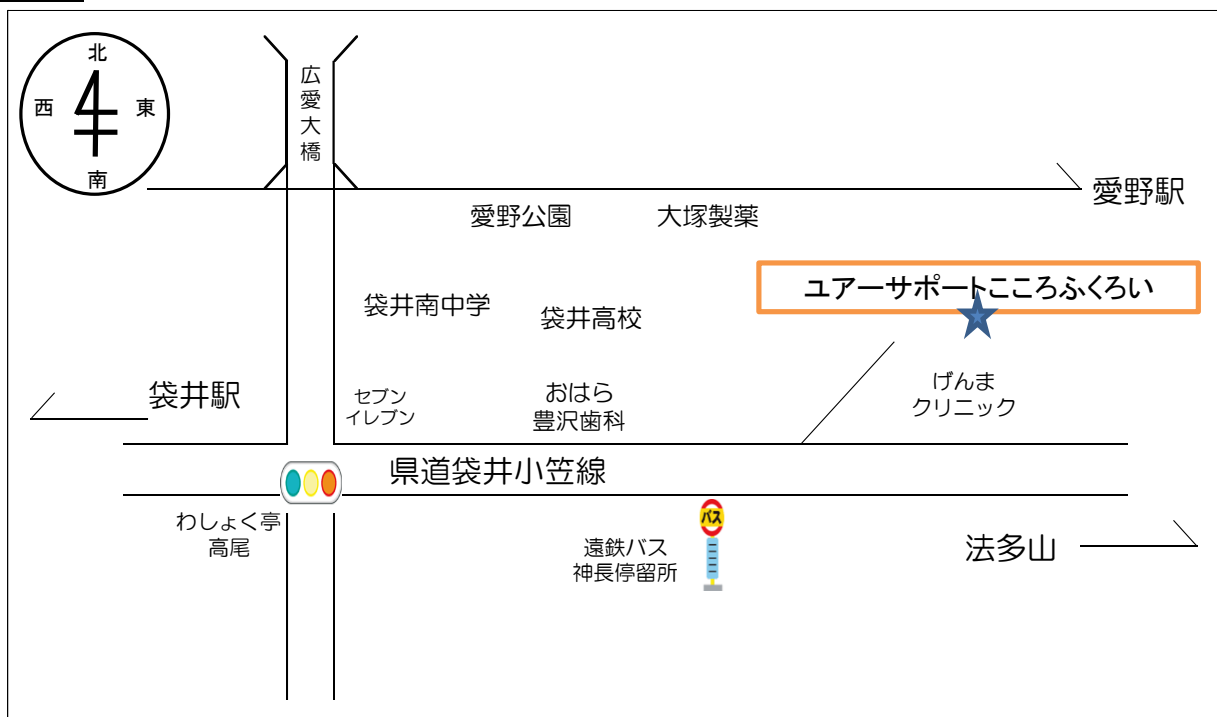 北
西
東
南
広愛大橋
愛野駅
愛野公園
大塚製薬
ユアーサポートこころふくろい
袋井南中学
袋井高校
袋井駅
セブン
イレブン
おはら
豊沢歯科
げんま
クリニック
県道袋井小笠線
わしょく亭
高尾
バス
遠鉄バス
神長停留所
法多山